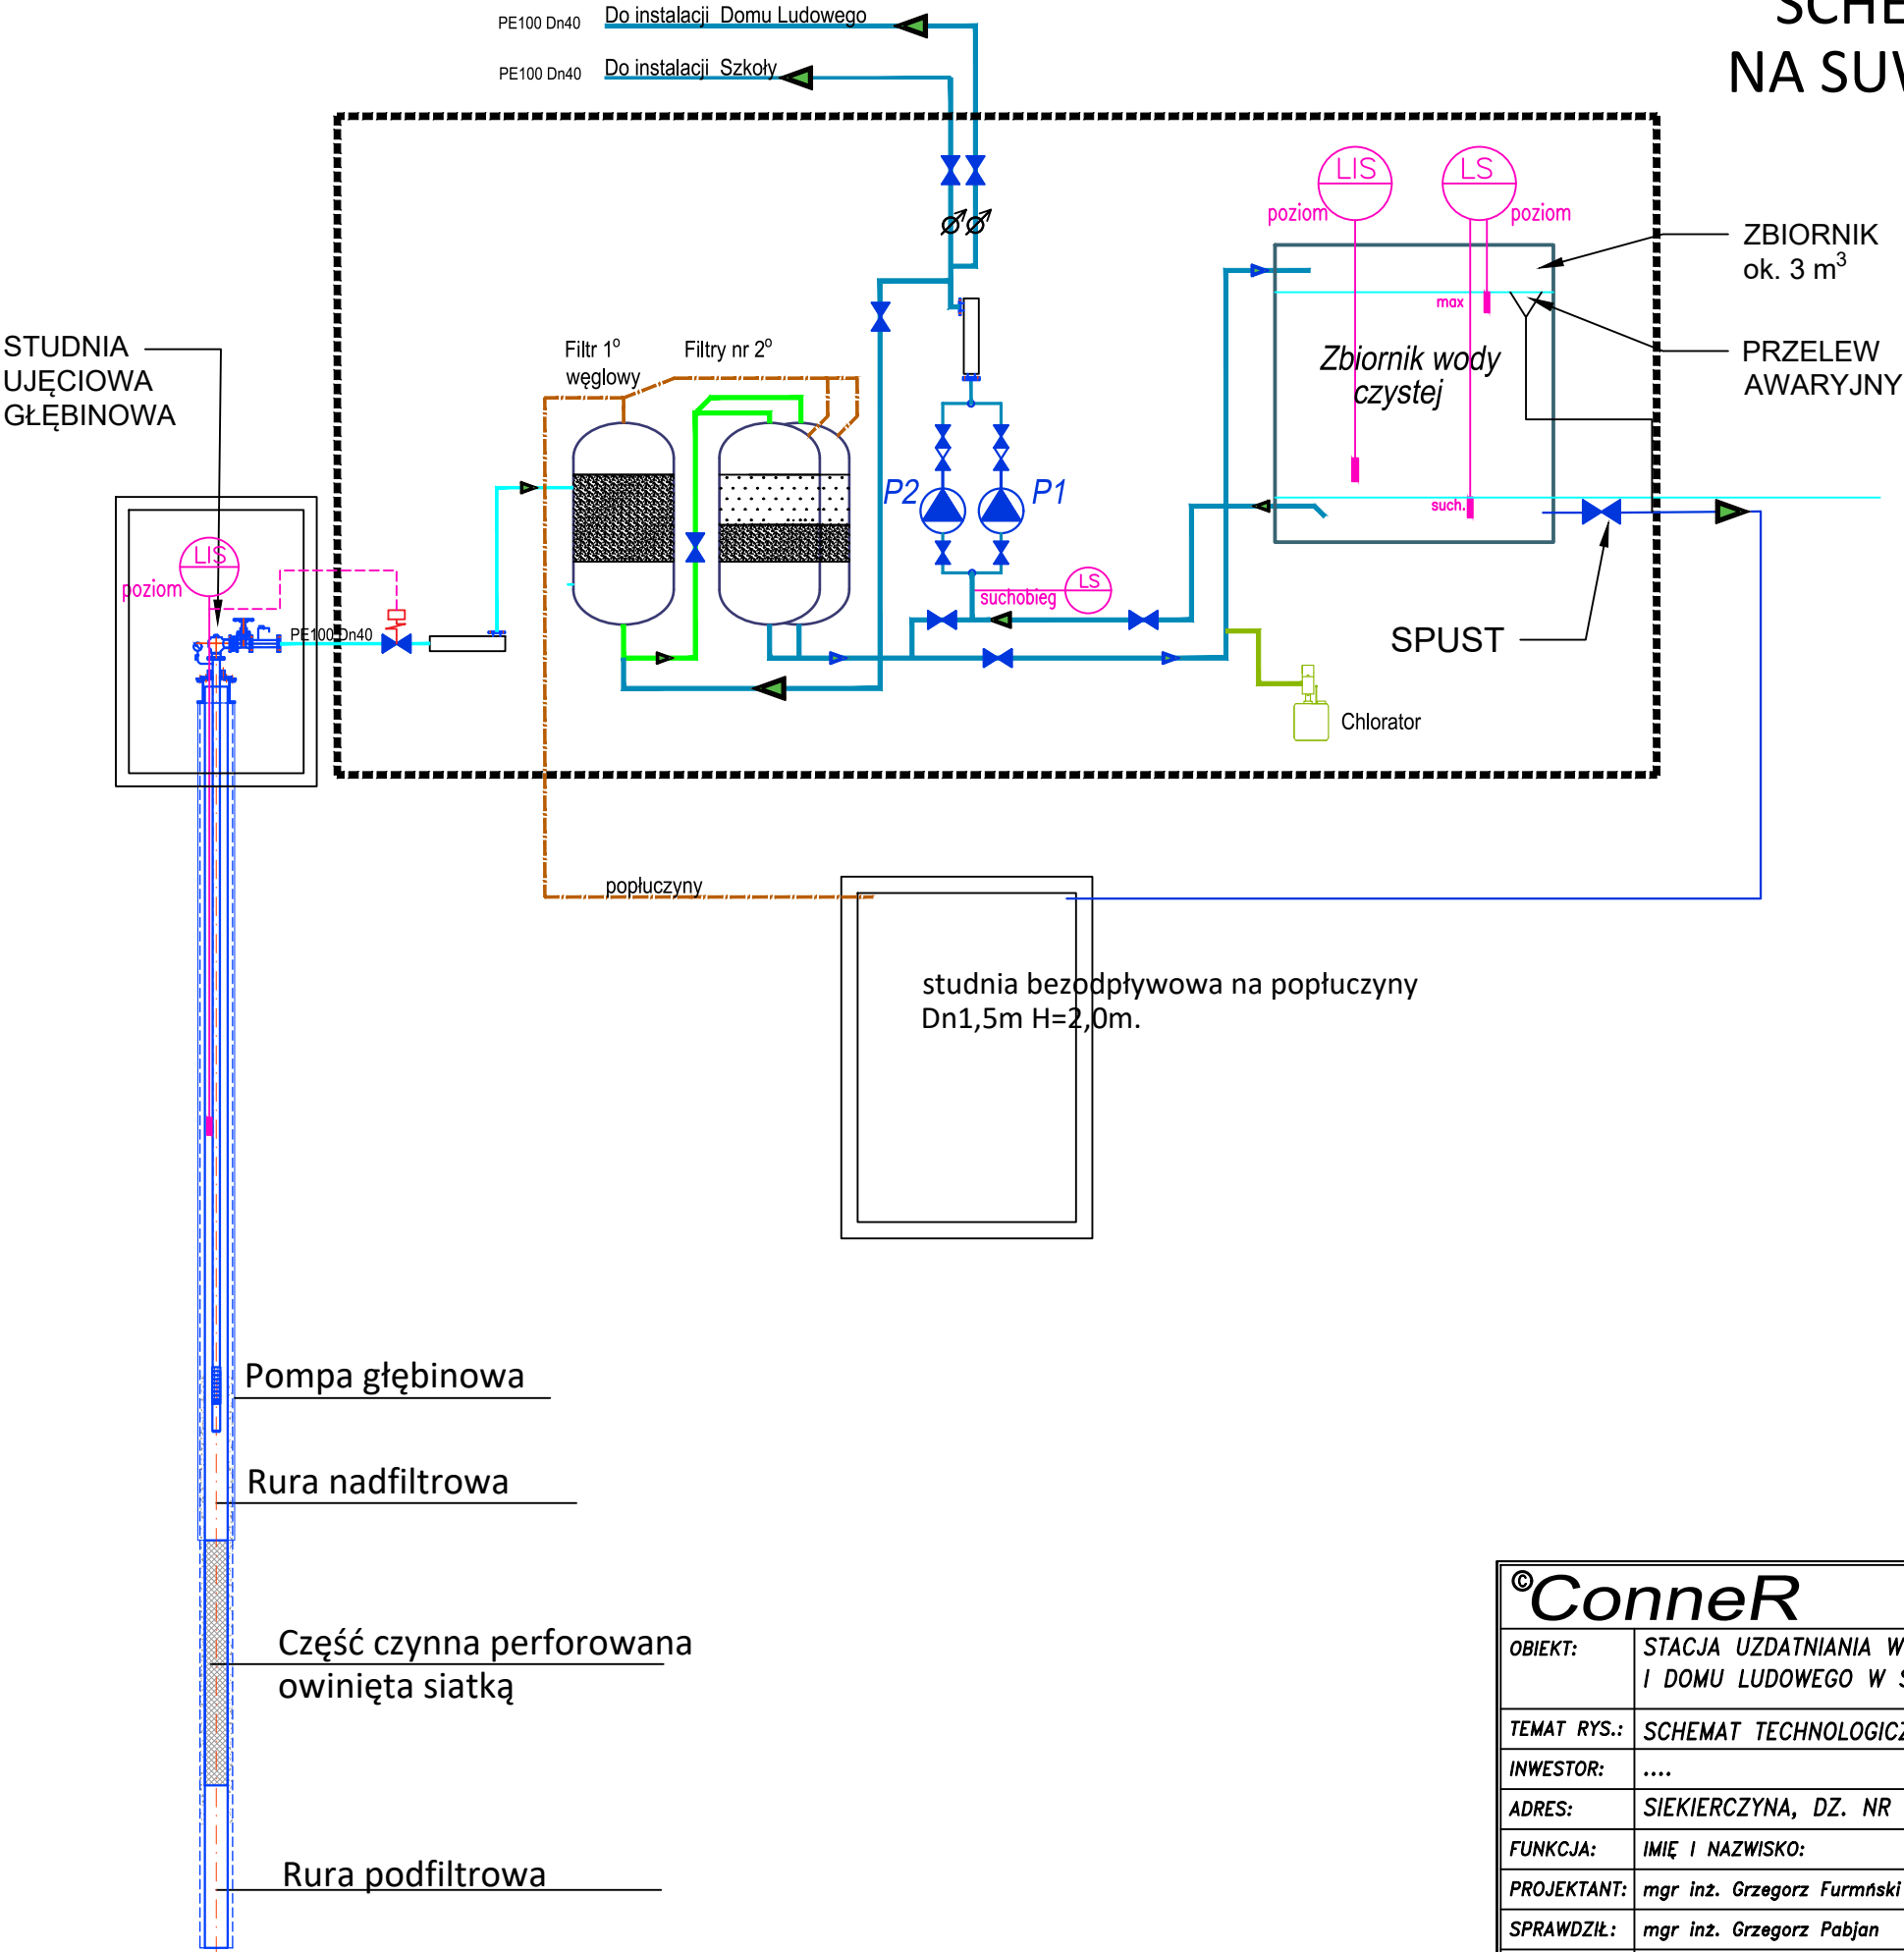 SCHE
NA SUW
PE100 Dn40
Do instalacji Domu Ludowego
PE100 Dn40
Do instalacji Szkoły
LIS
poziom
LS
poziom
ZBIORNIK
ok. 3 m³
max
PRZELEW
AWARYJNY
Zbiornik wody
czystej
such.
STUDNIA
UJĘCIOWA
GŁĘBINOWA
Filtr 1°
węglowy
Filtry nr 2°
P2
P1
LIS
poziom
PE100 Dn40
LS
suchobieg
SPUST
Chlorator
popłuczyny
studnia bezodpływowa na popłuczyny
Dn1,5m H=2,0m.
Pompa głębinowa
Rura nadfiltrowa
Część czynna perforowana
owinięta siatką
Rura podfiltrowa
©ConneR
OBIEKT: STACJA UZDATNIANIA W
I DOMU LUDOWEGO W S
TEMAT RYS.: SCHEMAT TECHNOLOGICZ
INWESTOR: ....
ADRES: SIEKIERCZYNA, DZ. NR
FUNKCJA: IMIĘ I NAZWISKO:
PROJEKTANT: mgr inż. Grzegorz Furmński
SPRAWDZIŁ: mgr inż. Grzegorz Pabjan